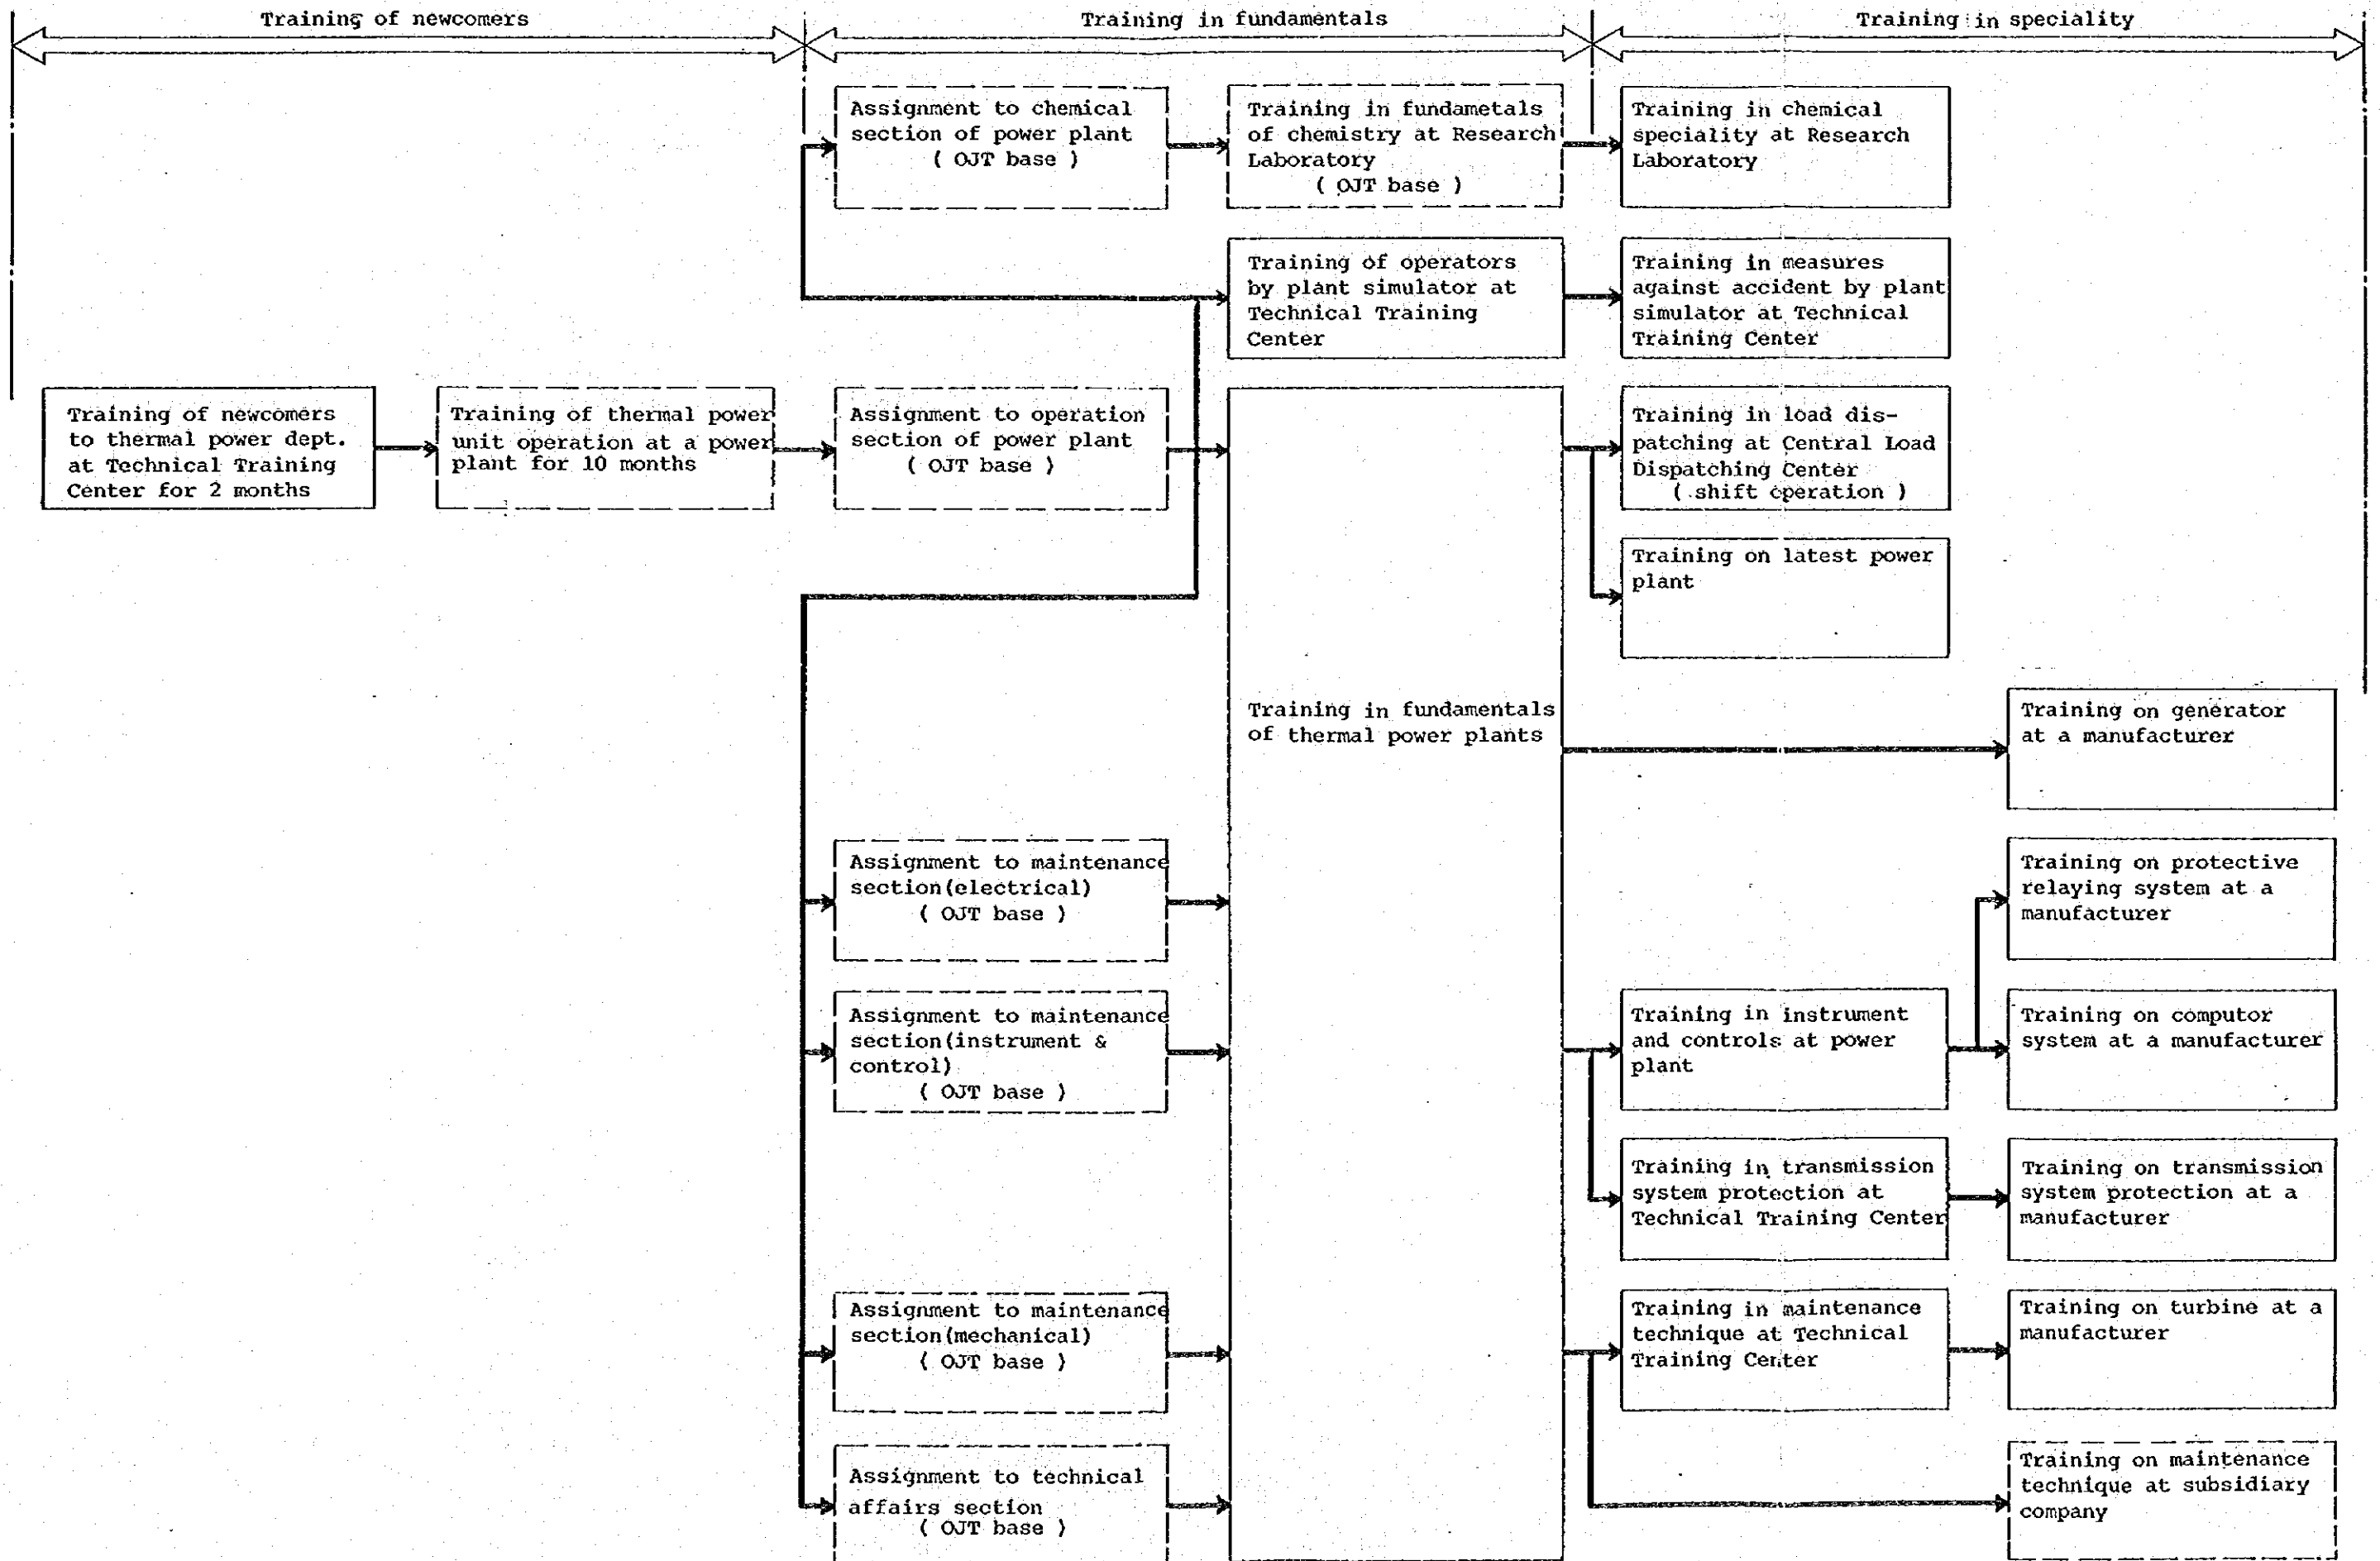 Training of newcomers
Training in fundamentals
Training in speciality
Assignment to chemical
section of power plant
( OJT base )
Training in fundametals
of chemistry at Research
Laboratory
( OJT base )
Training in chemical
speciality at Research
Laboratory
Training of operators
by plant simulator at
Technical Training
Center
Training in measures
against accident by plant
simulator at Technical
Training Center
Training of newcomers
to thermal power dept.
at Technical Training
Center for 2 months
Training of thermal power
unit operation at a power
plant for 10 months
Assignment to operation
section of power plant
( OJT base )
Training in load dis-
patching at Central Load
Dispatching Center
( shift operation )
Training on latest power
plant
Training in fundamentals
of thermal power plants
Training on generator
at a manufacturer
Assignment to maintenance
section(electrical)
( OJT base )
Training on protective
relaying system at a
manufacturer
Assignment to maintenance
section(instrument &
control)
( OJT base )
Training in instrument
and controls at power
plant
Training on computor
system at a manufacturer
Training in transmission
system protection at
Technical Training Center
Training on transmission
system protection at a
manufacturer
Assignment to maintenance
section(mechanical)
( OJT base )
Training in maintenance
technique at Technical
Training Center
Training on turbine at a
manufacturer
Assignment to technical
affairs section
( OJT base )
Training on maintenance
technique at subsidiary
company